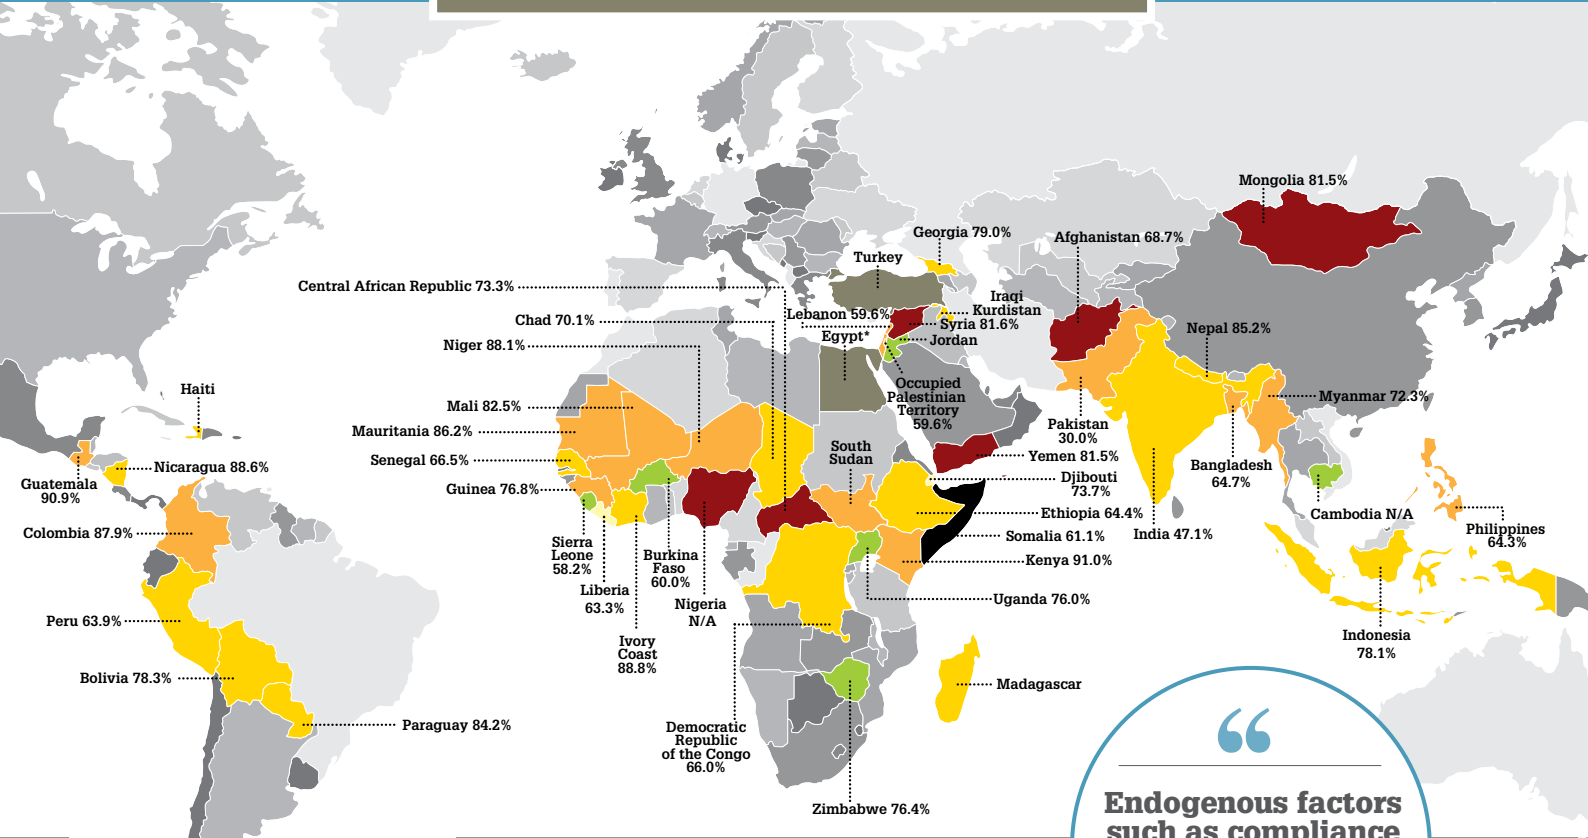 Mongolia 81.5%
Georgia 79.0%
Afghanistan 68.7%
Turkey
Central African Republic 73.3%
Iraqi
Kurdistan
Lebanon 59.6%
Chad 70.1%
Syria 81.6%
Nepal 85.2%
Egypt*
Jordan
Niger 88.1%
Haiti
Occupied
Palestinian
Territory
59.6%
Myanmar 72.3%
Mali 82.5%
Pakistan
30.0%
Mauritania 86.2%
South
Sudan
Yemen 81.5%
Senegal 66.5%
Nicaragua 88.6%
Bangladesh
64.7%
Guatemala
90.9%
Djibouti
73.7%
Guinea 76.8%
Ethiopia 64.4%
Cambodia N/A
Colombia 87.9%
Somalia 61.1%
India 47.1%
Philippines
64.3%
Sierra
Leone
58.2%
Burkina
Faso
60.0%
Kenya 91.0%
Liberia
63.3%
Nigeria
N/A
Uganda 76.0%
Peru 63.9%
Ivory
Coast
88.8%
Indonesia
78.1%
Bolivia 78.3%
Madagascar
Paraguay 84.2%
Democratic
Republic
of the Congo
66.0%
Zimbabwe 76.4%
“
Endogenous factors
such as compliance